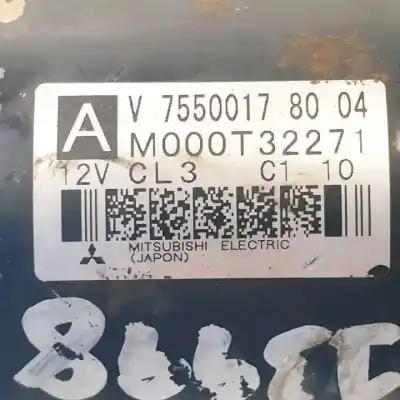 A
V 7550017 80 04
M000T32271
12V CL3 C1 10
MITSUBISHI ELECTRIC
(JAPON)